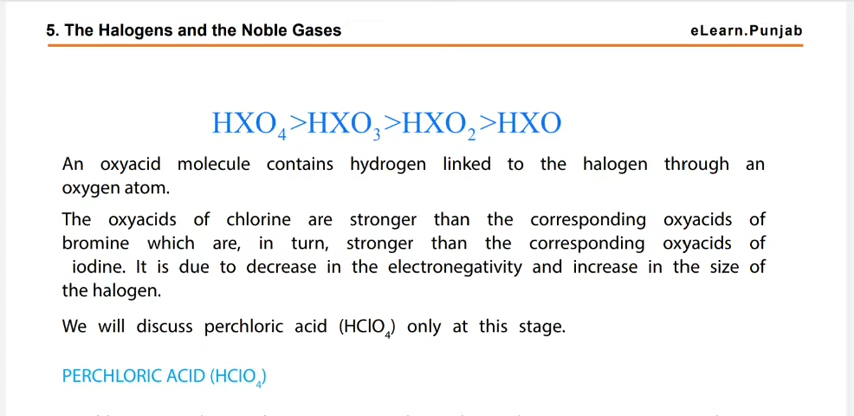 5. The Halogens and the Noble Gases
eLearn.Punjab
HXO₄>HXO₃>HXO₂>HXO
An oxyacid molecule contains hydrogen linked to the halogen through an
oxygen atom.
The oxyacids of chlorine are stronger than the corresponding oxyacids of
bromine which are, in turn, stronger than the corresponding oxyacids of
iodine. It is due to decrease in the electronegativity and increase in the size of
the halogen.
We will discuss perchloric acid (HClO₄) only at this stage.
PERCHLORIC ACID (HClO₄)